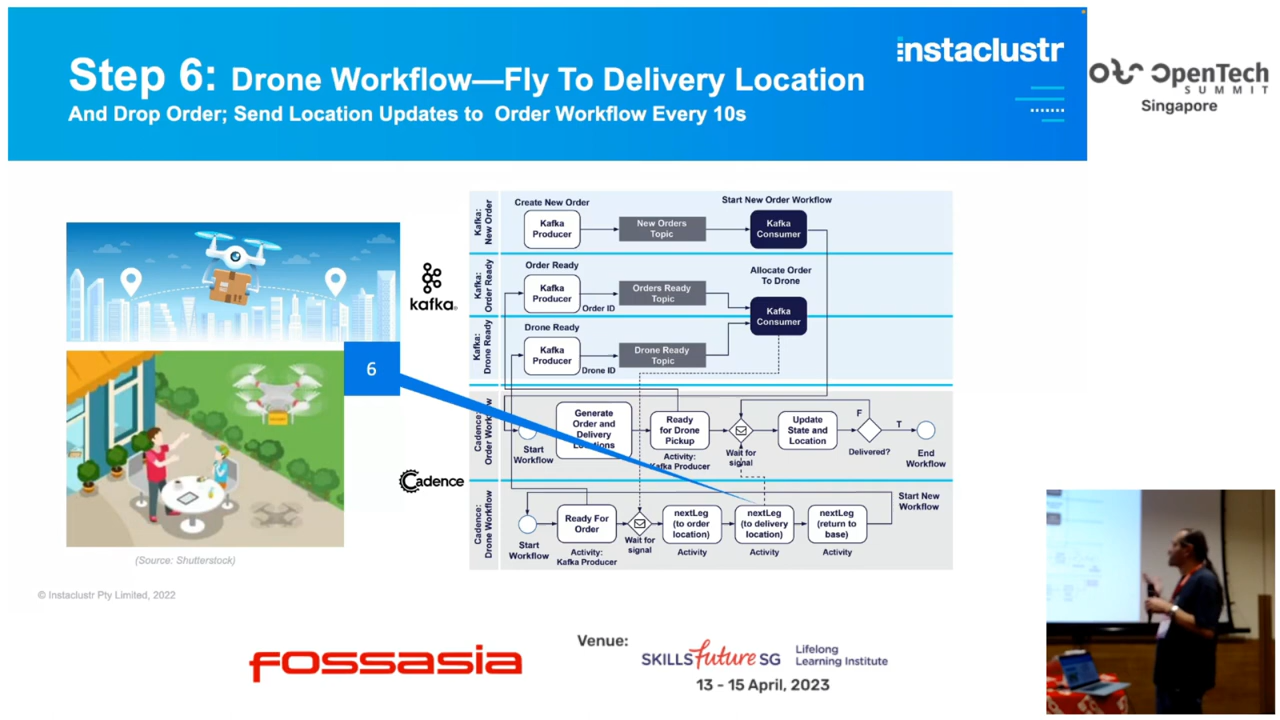 Step 6: Drone Workflow—Fly To Delivery Location
And Drop Order; Send Location Updates to Order Workflow Every 10s
instaclustr
OpenTech
SUMMIT
Singapore
kafka®
Cadence
6
(Source: Shutterstock)
© Instaclustr Pty Limited, 2022
Kafka:
New Order
Create New Order
Kafka
Producer
New Orders
Topic
Start New Order Workflow
Kafka
Consumer
Kafka:
Order Ready
Order Ready
Kafka
Producer
Order ID
Orders Ready
Topic
Allocate Order
To Drone
Kafka
Consumer
Kafka:
Drone Ready
Drone Ready
Kafka
Producer
Drone ID
Drone Ready
Topic
Cadence:
Order Workflow
Start
Workflow
Generate
Order and
Delivery
Ready
for Drone
Pickup
Activity:
Kafka Producer
Wait for
signal
Update
State and
Location
F
T
Delivered?
End
Workflow
Cadence:
Drone Workflow
Start
Workflow
Ready For
Order
Activity:
Kafka Producer
Wait for
signal
nextLeg
(to order
location)
Activity
nextLeg
(to delivery
location)
Activity
nextLeg
(return to
base)
Activity
Start New
Workflow
FOSSASIA
Venue:
SKILLS future SG
Lifelong
Learning Institute
13 - 15 April, 2023